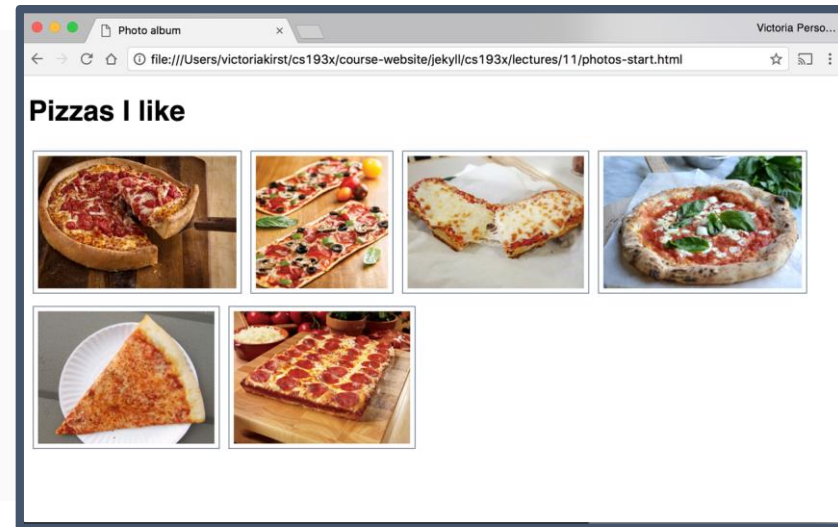 Photo album
Victoria Perso...
file:///Users/victoriakirst/cs193x/course-website/jekyll/cs193x/lectures/11/photos-start.html
Pizzas I like